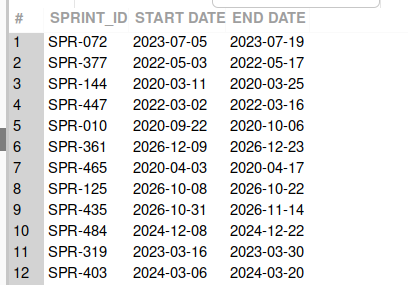 # SPRINT_ID START DATE END DATE
1 SPR-072 2023-07-05 2023-07-19
2 SPR-377 2022-05-03 2022-05-17
3 SPR-144 2020-03-11 2020-03-25
4 SPR-447 2022-03-02 2022-03-16
5 SPR-010 2020-09-22 2020-10-06
6 SPR-361 2026-12-09 2026-12-23
7 SPR-465 2020-04-03 2020-04-17
8 SPR-125 2026-10-08 2026-10-22
9 SPR-435 2026-10-31 2026-11-14
10 SPR-484 2024-12-08 2024-12-22
11 SPR-319 2023-03-16 2023-03-30
12 SPR-403 2024-03-06 2024-03-20